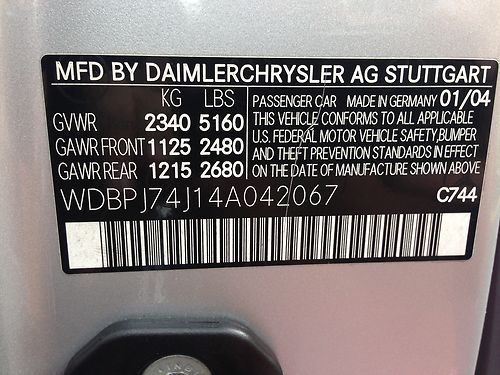 MFD BY DAIMLERCHRYSLER AG STUTTGART
KG LBS
GVWR 2340 5160
GAWR FRONT 1125 2480
GAWR REAR 1215 2680
PASSENGER CAR MADE IN GERMANY 01/04
THIS VEHICLE CONFORMS TO ALL APPLICABLE
U.S. FEDERAL MOTOR VEHICLE SAFETY,BUMPER
AND THEFT PREVENTION STANDARDS IN EFFECT
ON THE DATE OF MANUFACTURE SHOWN ABOVE
WDBPJ74J14A042067
C744